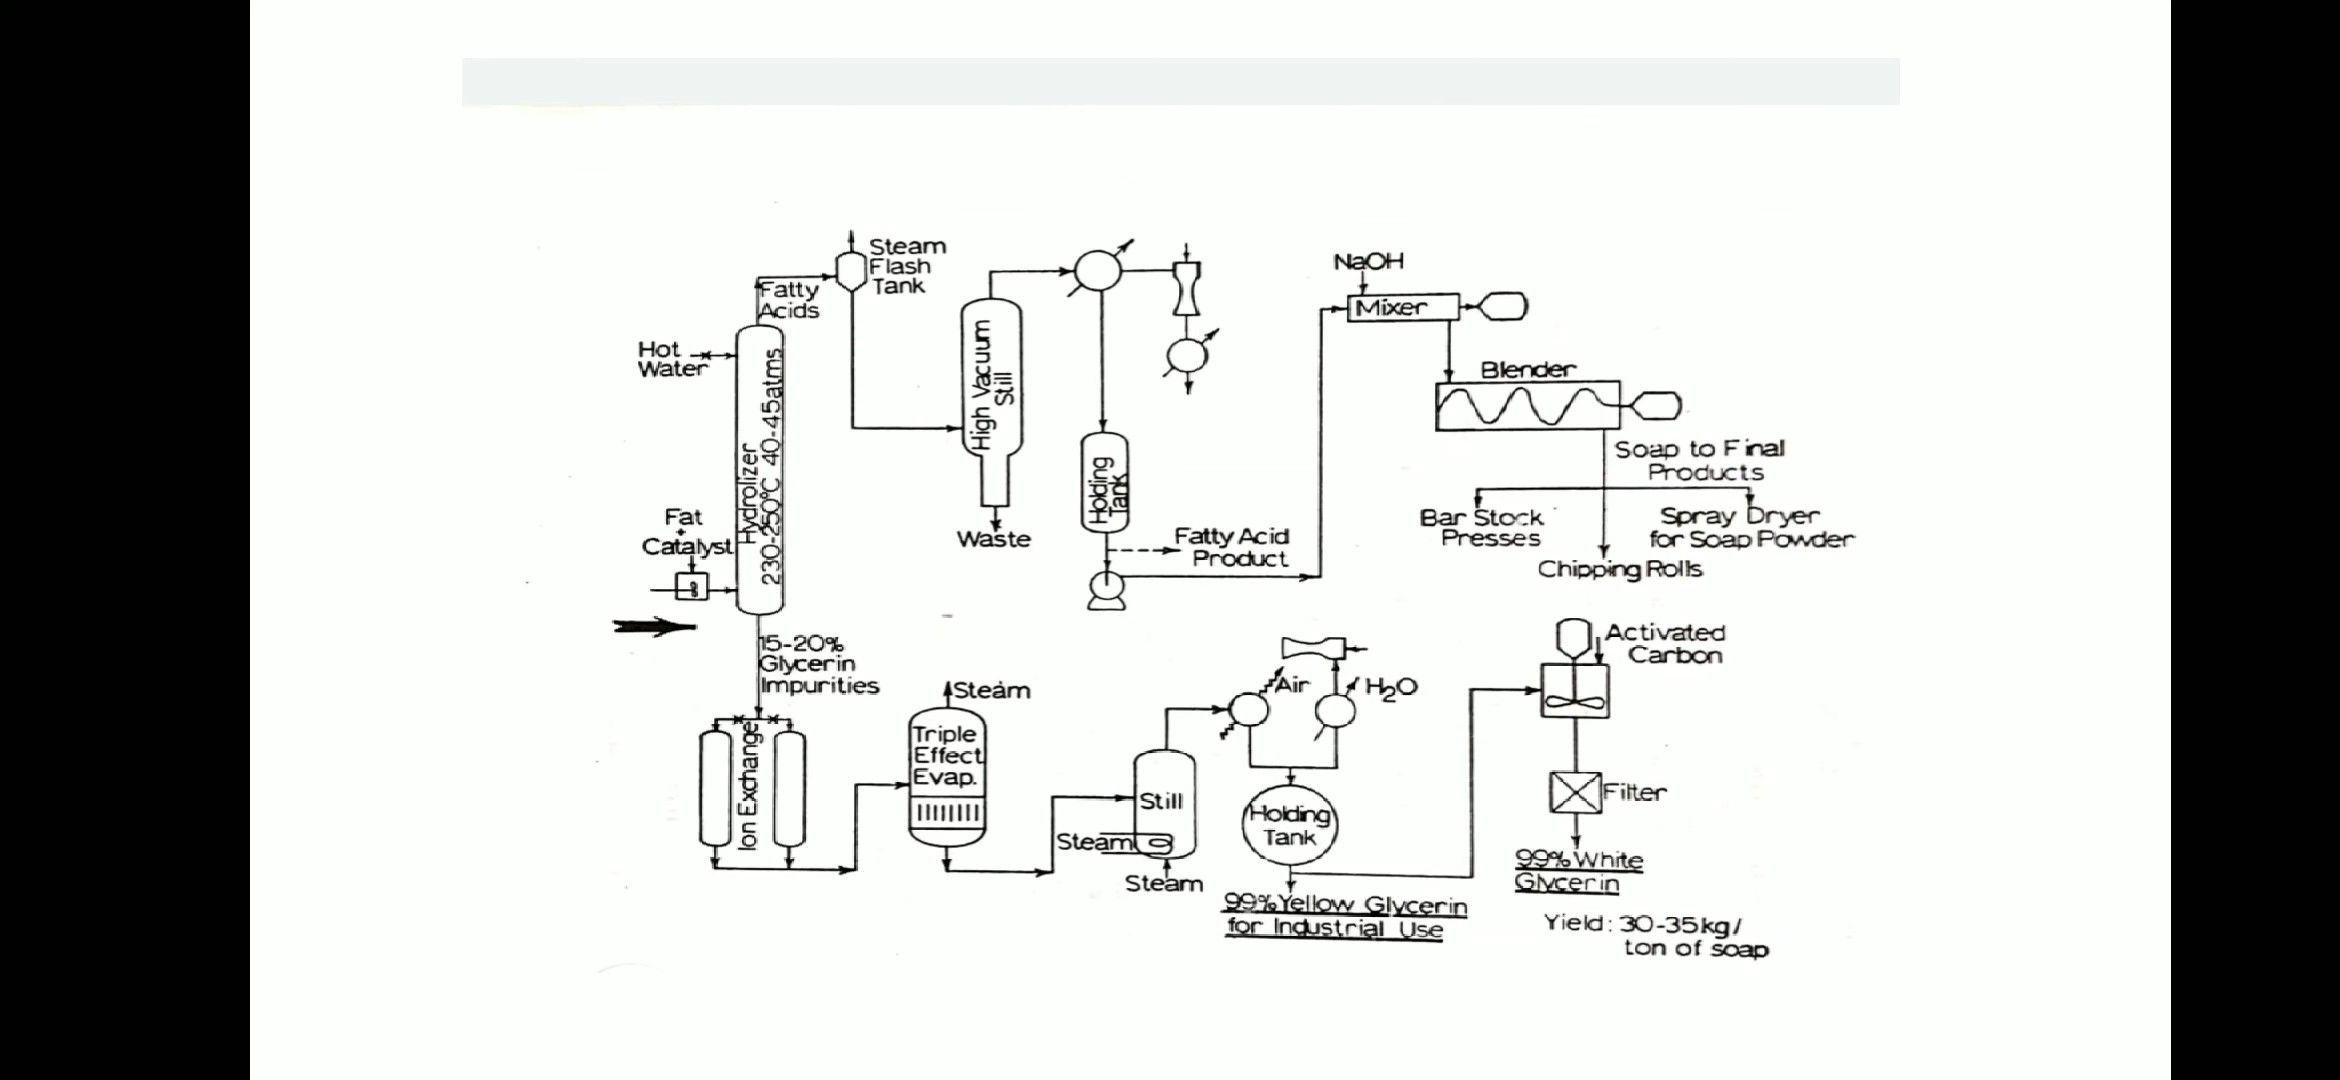 Steam
Flash
Tank
Fatty
Acids
Hot
Water
Hydrolizer
230-250°C 40-45atms
Fat
+
Catalyst
High Vacuum
Still
Waste
Holding
Tank
Fatty Acid
Product
NaOH
Mixer
Blender
Soap to Final
Products
Bar Stock
Presses
Spray Dryer
for Soap Powder
Chipping Rolls
15-20%
Glycerin
Impurities
Ion Exchange
Steam
Triple
Effect
Evap.
Still
Steam
Steam
Air
H₂O
Holding
Tank
99% Yellow Glycerin
for Industrial Use
Activated
Carbon
Filter
99% White
Glycerin
Yield: 30-35kg/
ton of soap